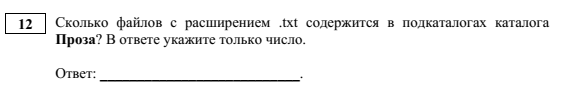 12 Сколько файлов с расширением .txt содержится в подкаталогах каталога
Проза? В ответе укажите только число.
Ответ: ___________________________.